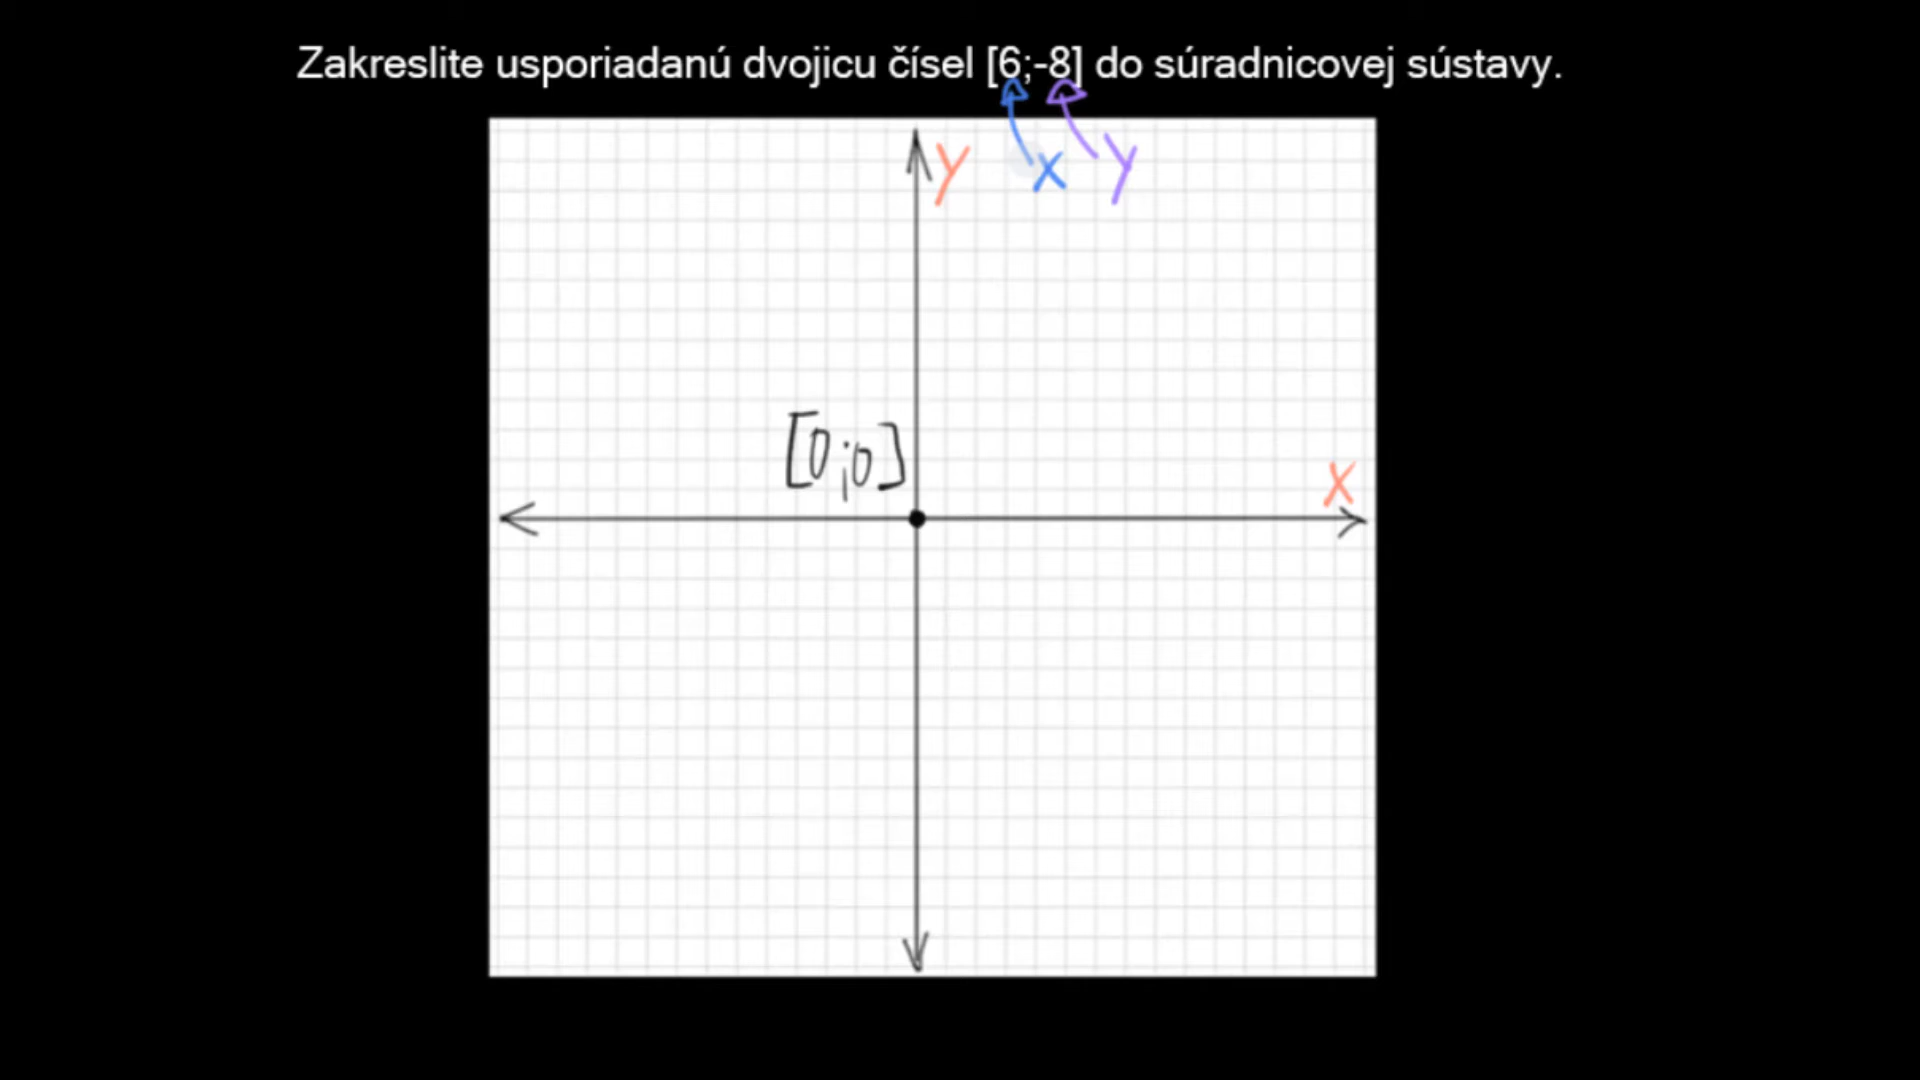 Zakreslite usporiadanú dvojicu čísel [6;-8] do súradnicovej sústavy.
y x y
[0;0]
x